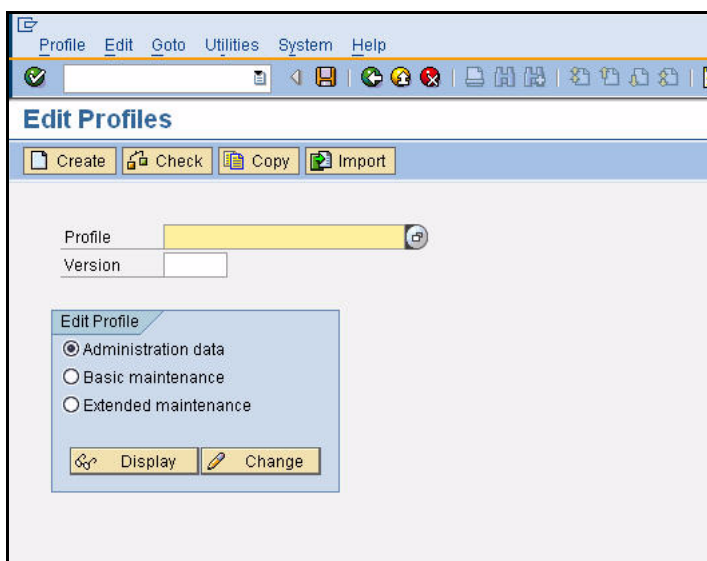 Profile Edit Goto Utilities System Help
Edit Profiles
Create Check Copy Import
Profile
Version
Edit Profile
Administration data
Basic maintenance
Extended maintenance
Display Change